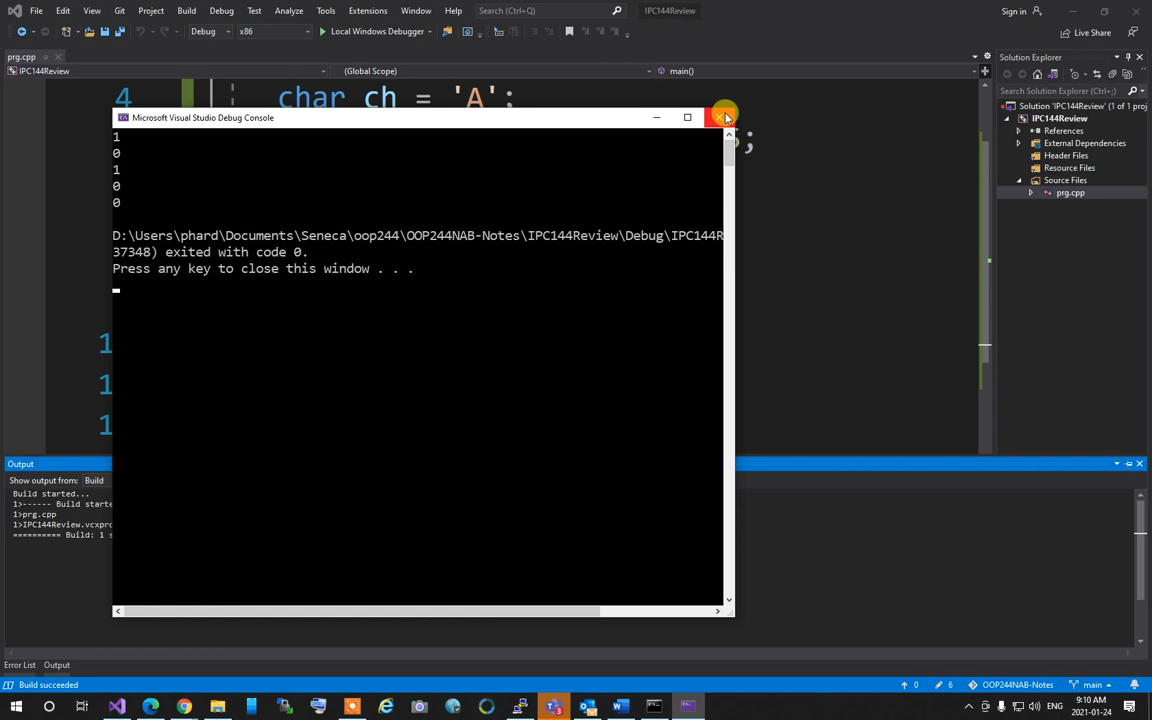 File Edit View Git Project Build Debug Test Analyze Tools Extensions Window Help Search (Ctrl+Q) IPC144Review Sign in
Debug x86 Local Windows Debugger Live Share
prg.cpp
IPC144Review (Global Scope) main()
4 char ch = 'A';
;
Microsoft Visual Studio Debug Console
1
0
1
0
0
D:\Users\phard\Documents\Seneca\oop244\OOP244NAB-Notes\IPC144Review\Debug\IPC144R
37348) exited with code 0.
Press any key to close this window . . .
1
1
1
Solution Explorer
Search Solution Explorer (Ctrl+;)
Solution 'IPC144Review' (1 of 1 proj
IPC144Review
References
External Dependencies
Header Files
Resource Files
Source Files
prg.cpp
Output
Show output from: Build
Build started...
1>------ Build starte
1>prg.cpp
1>IPC144Review.vcxpro
========== Build: 1 s
Error List Output
Build succeeded 0 6 OOP244NAB-Notes main
ENG 9:10 AM
2021-01-24